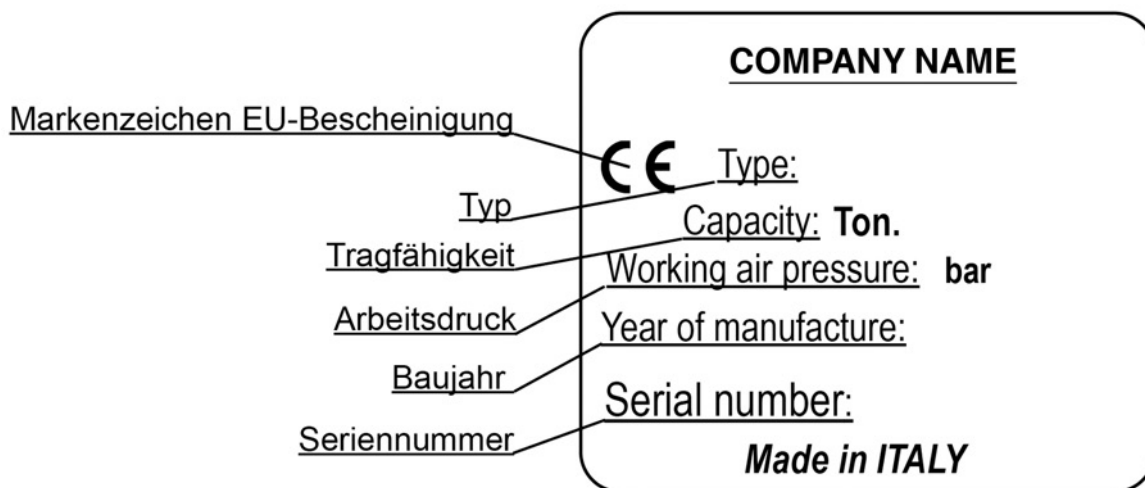 COMPANY NAME
Markenzeichen EU-Bescheinigung
CE Type:
Typ
Capacity: Ton.
Tragfähigkeit
Working air pressure: bar
Arbeitsdruck
Year of manufacture:
Baujahr
Serial number:
Seriennummer
Made in ITALY